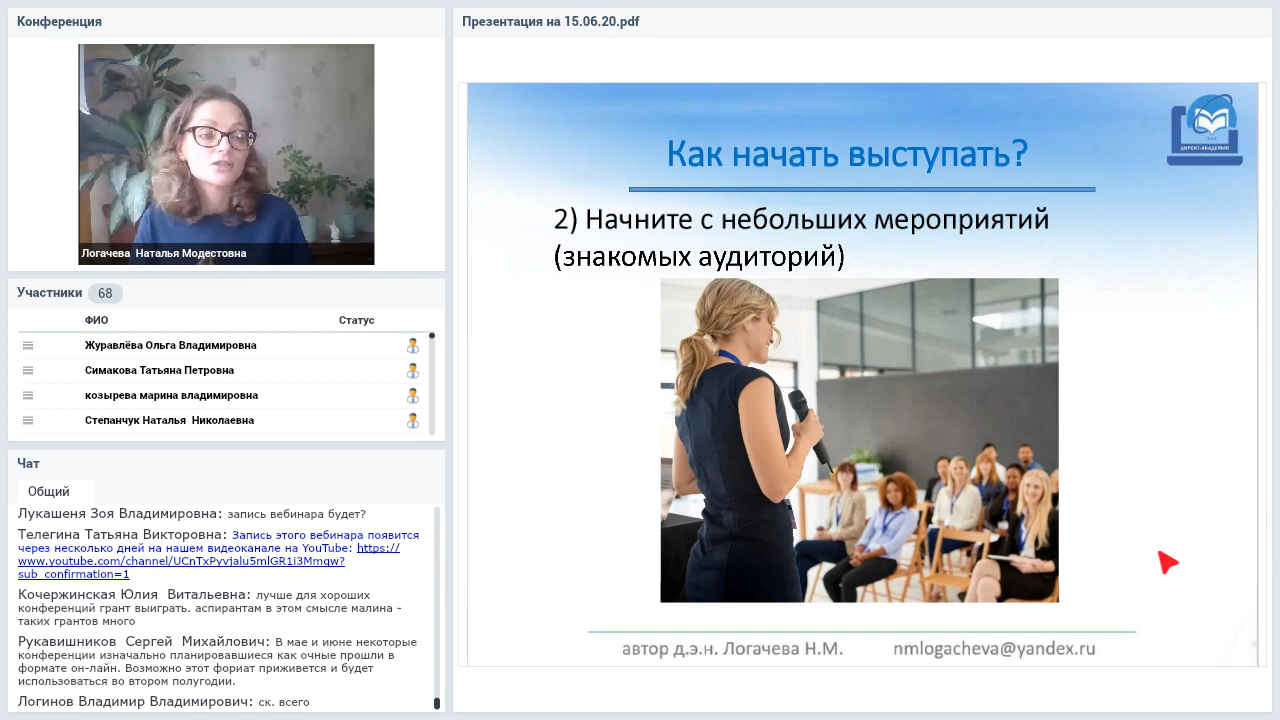 Конференция
Логачева  Наталья Модестовна
Участники 68
ФИО Статус
Журавлёва Ольга Владимировна
Симакова Татьяна Петровна
козырева марина владимировна
Степанчук Наталья  Николаевна
Чат
Общий
Лукашеня Зоя Владимировна: запись вебинара будет?
Телегина Татьяна Викторовна: Запись этого вебинара появится
через несколько дней на нашем видеоканале на YouTube: https://
www.youtube.com/channel/UCnTxPyvJalu5mlGR1i3Mmqw?
sub_confirmation=1
Кочержинская Юлия  Витальевна: лучше для хороших
конференций грант выиграть. аспирантам в этом смысле малина -
таких грантов много
Рукавишников  Сергей  Михайлович: В мае и июне некоторые
конференции изначально планировавшиеся как очные прошли в
формате он-лайн. Возможно этот фориат приживется и будет
использоваться во втором полугодии.
Логинов Владимир Владимирович: ск. всего
Презентация на 15.06.20.pdf
ДИРЕКТ-АКАДЕМИЯ
Как начать выступать?
2) Начните с небольших мероприятий
(знакомых аудиторий)
автор д.э.н. Логачева Н.М. nmlogacheva@yandex.ru